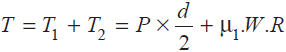 T = T₁ + T₂ = P × d/2 + μ₁.W.R